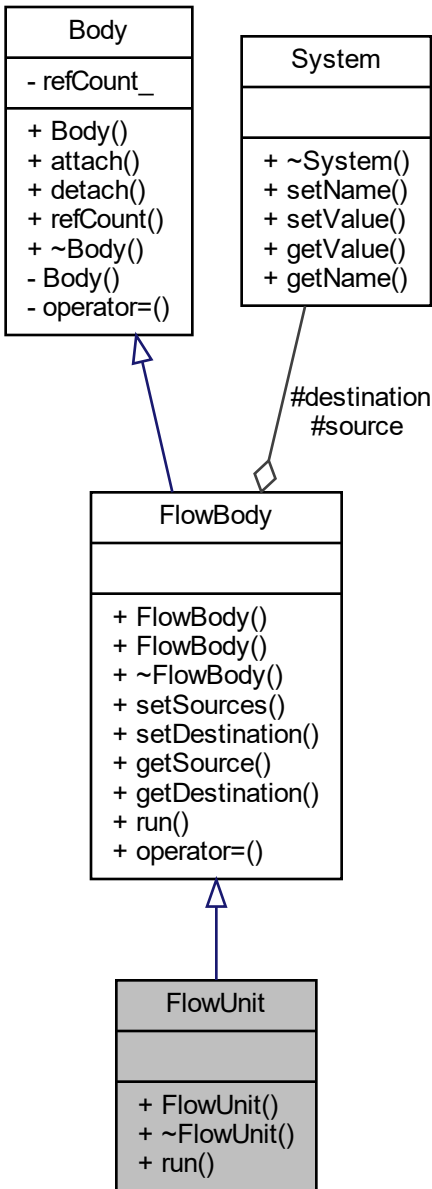 Body
- refCount_
+ Body()
+ attach()
+ detach()
+ refCount()
+ ~Body()
- Body()
- operator=()
System
+ ~System()
+ setName()
+ setValue()
+ getValue()
+ getName()
#destination
#source
FlowBody
+ FlowBody()
+ FlowBody()
+ ~FlowBody()
+ setSources()
+ setDestination()
+ getSource()
+ getDestination()
+ run()
+ operator=()
FlowUnit
+ FlowUnit()
+ ~FlowUnit()
+ run()